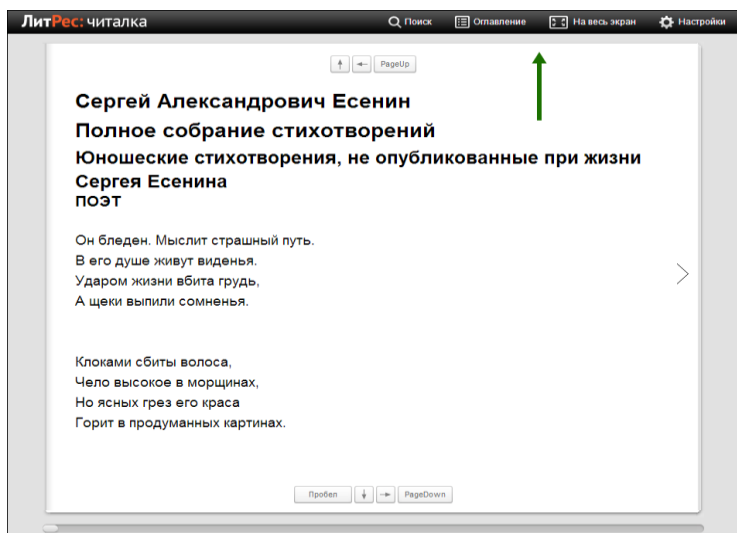 ЛитРес: читалка
Поиск
Оглавление
На весь экран
Настройки
PageUp
Сергей Александрович Есенин
Полное собрание стихотворений
Юношеские стихотворения, не опубликованные при жизни
Сергея Есенина
ПОЭТ
Он бледен. Мыслит страшный путь.
В его душе живут виденья.
Ударом жизни вбита грудь,
А щеки выпили сомненья.
Клоками сбиты волоса,
Чело высокое в морщинах,
Но ясных грез его краса
Горит в продуманных картинах.
Пробел
PageDown